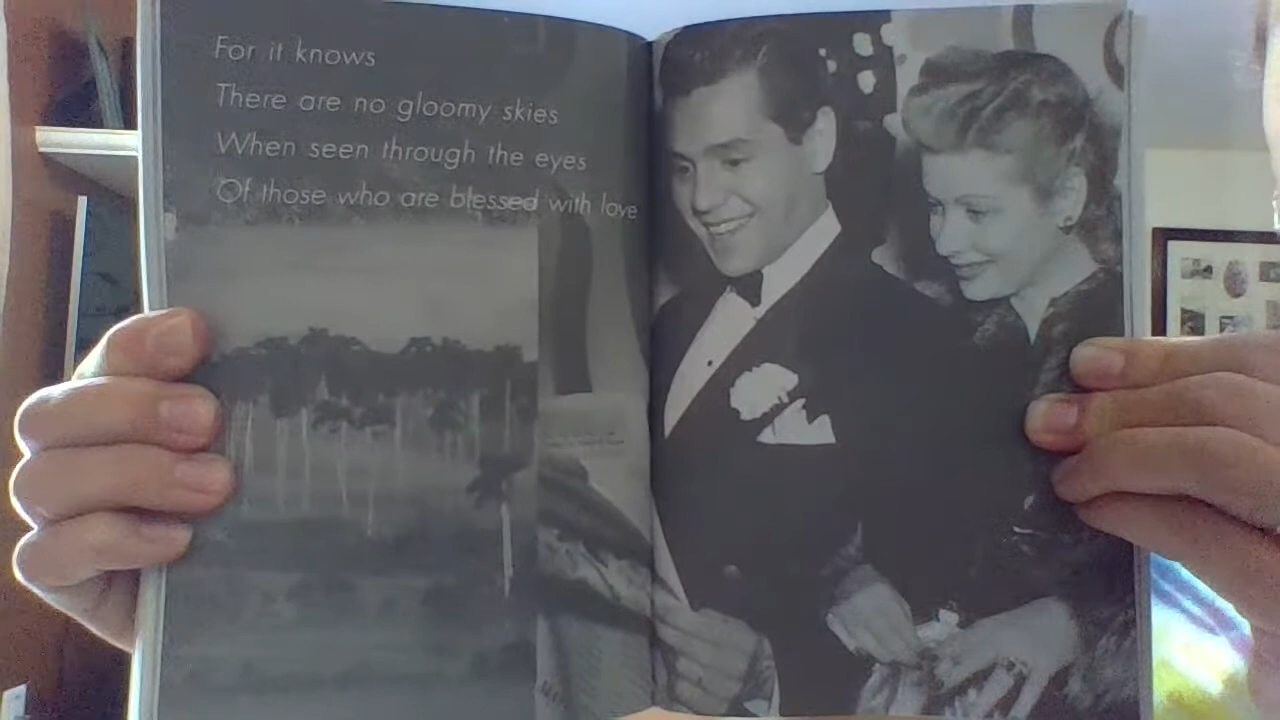 For it knows
There are no gloomy skies
When seen through the eyes
Of those who are blessed with love